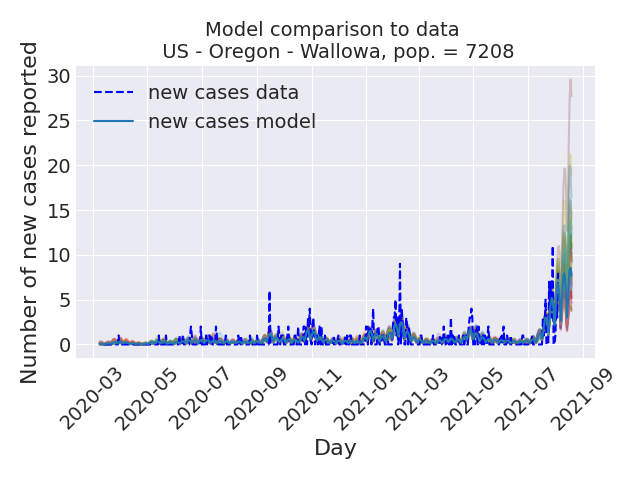 Model comparison to data
US - Oregon - Wallowa, pop. = 7208
Number of new cases reported
30
25
20
15
10
5
0
new cases data
new cases model
2020-03
2020-05
2020-07
2020-09
2020-11
2021-01
2021-03
2021-05
2021-07
2021-09
Day